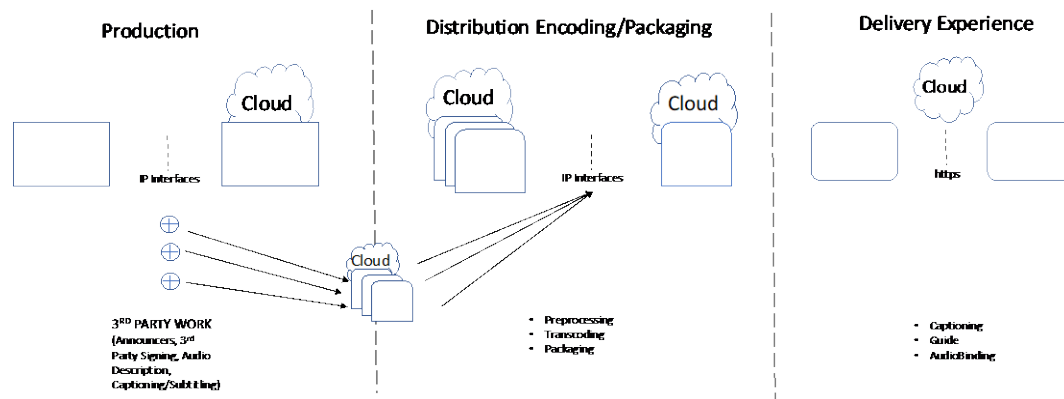 Production
Distribution Encoding/Packaging
Delivery Experience
Cloud
Cloud
Cloud
Cloud
IP Interfaces
IP Interfaces
https
Cloud
3RD PARTY WORK
(Announcers, 3rd
Party Signing, Audio
Description,
Captioning/Subtitling)
• Preprocessing
• Transcoding
• Packaging
• Captioning
• Guide
• AudioBinding